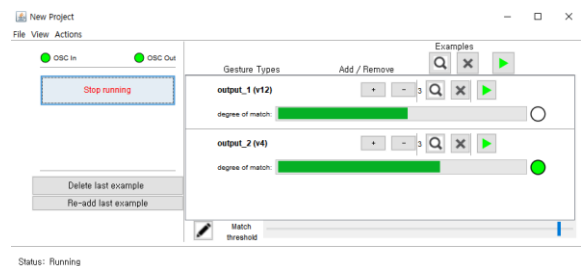 New Project
File View Actions
OSC In OSC Out
Examples
Gesture Types Add / Remove
Stop running
output_1 (v12) + - 3
degree of match:
output_2 (v4) + - 3
degree of match:
Delete last example
Re-add last example
Match
threshold
Status: Running